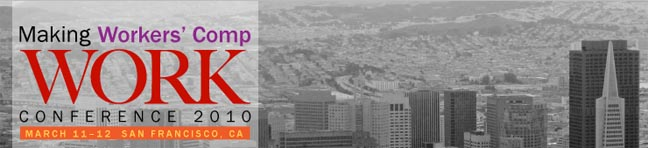 Making Workers' Comp
WORK
CONFERENCE 2010
MARCH 11–12 SAN FRANCISCO, CA